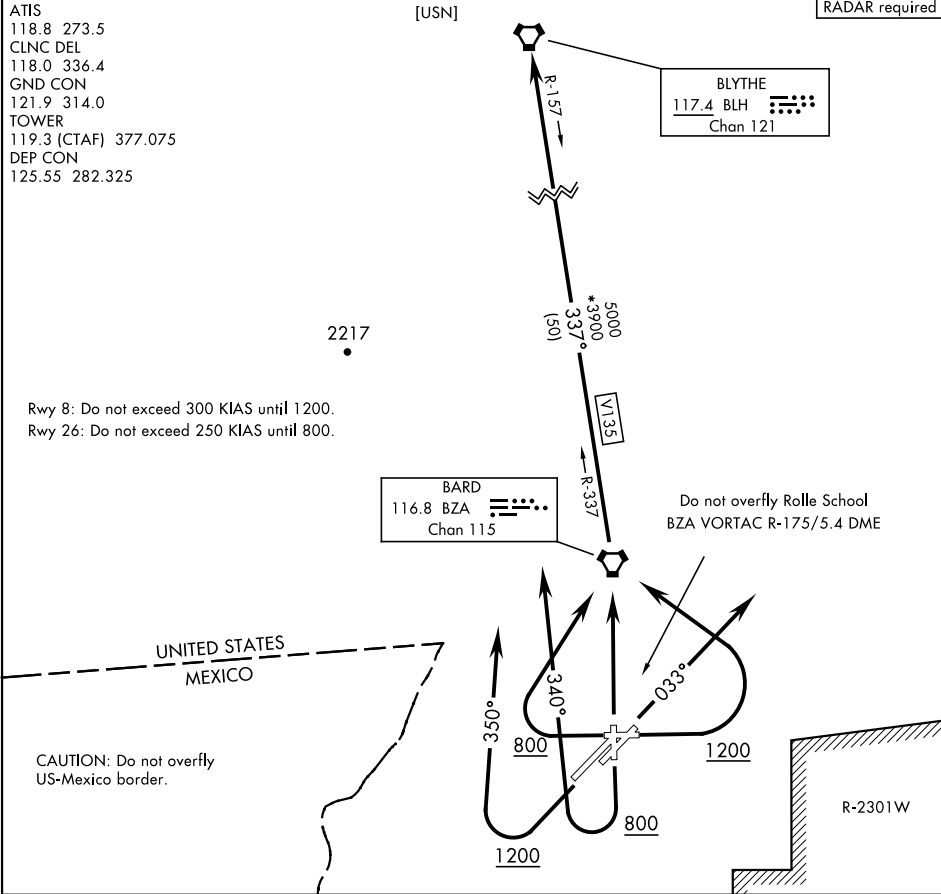 ATIS
118.8 273.5
CLNC DEL
118.0 336.4
GND CON
121.9 314.0
TOWER
119.3 (CTAF) 377.075
DEP CON
125.55 282.325
[USN]
RADAR required
BLYTHE
117.4 BLH
Chan 121
R-157
5000
*3900
337°
(50)
2217
Rwy 8: Do not exceed 300 KIAS until 1200.
Rwy 26: Do not exceed 250 KIAS until 800.
V135
R-337
BARD
116.8 BZA
Chan 115
Do not overfly Rolle School
BZA VORTAC R-175/5.4 DME
UNITED STATES
MEXICO
350°
340°
033°
800
1200
CAUTION: Do not overfly
US-Mexico border.
R-2301W
800
1200